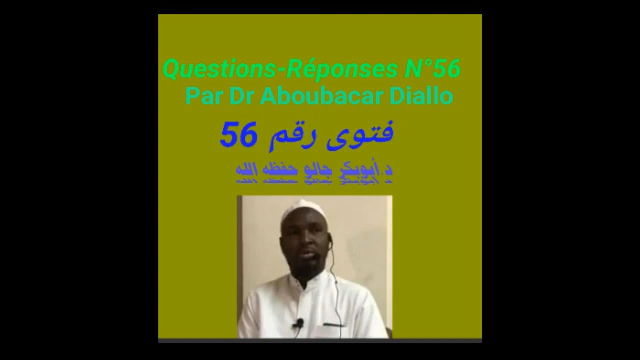 Questions-Réponses N°56
Par Dr Aboubacar Diallo
فتوى رقم 56
د.أبوبكر جالو حفظه الله